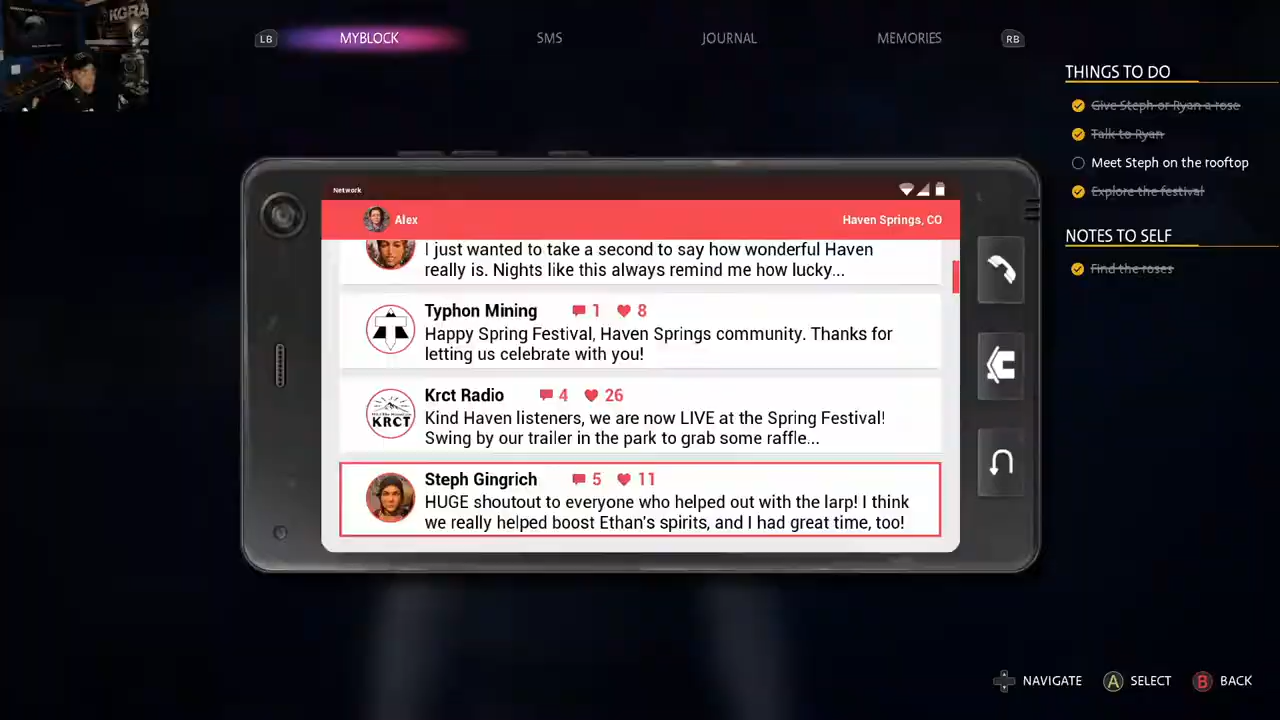 KGRA
LB
MYBLOCK
SMS
JOURNAL
MEMORIES
RB
THINGS TO DO
Give Steph or Ryan a rose
Talk to Ryan
Meet Steph on the rooftop
Explore the festival
NOTES TO SELF
Find the roses
Network
Alex
Haven Springs, CO
I just wanted to take a second to say how wonderful Haven
really is. Nights like this always remind me how lucky...
Typhon Mining 1 8
Happy Spring Festival, Haven Springs community. Thanks for
letting us celebrate with you!
KRCT
Krct Radio 4 26
Kind Haven listeners, we are now LIVE at the Spring Festival!
Swing by our trailer in the park to grab some raffle...
Steph Gingrich 5 11
HUGE shoutout to everyone who helped out with the larp! I think
we really helped boost Ethan's spirits, and I had great time, too!
NAVIGATE
A SELECT
B BACK